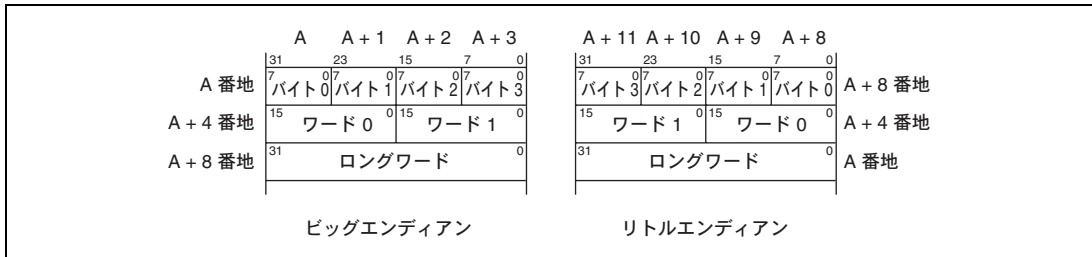 A A + 1 A + 2 A + 3 A + 11 A + 10 A + 9 A + 8
31 23 15 7 0 31 23 15 7 0
A 番地 7 バイト 0 0 7 バイト 1 0 7 バイト 2 0 7 バイト 3 0 7 バイト 3 0 7 バイト 2 0 7 バイト 1 0 7 バイト 0 0 A + 8 番地
A + 4 番地 15 ワード 0 0 15 ワード 1 0 15 ワード 1 0 15 ワード 0 0 A + 4 番地
A + 8 番地 31 ロングワード 0 31 ロングワード 0 A 番地
ビッグエンディアン リトルエンディアン